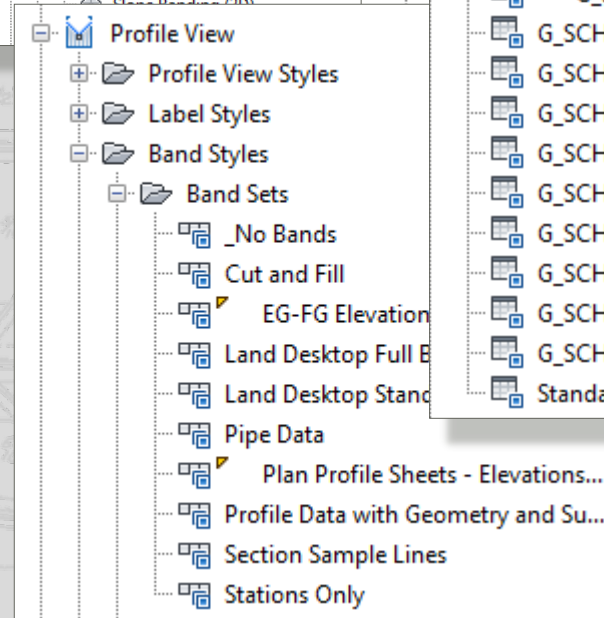 Profile View
Profile View Styles
Label Styles
Band Styles
Band Sets
_No Bands
Cut and Fill
EG-FG Elevation
Land Desktop Full
Land Desktop
Pipe Data
Plan Profile Sheets - Elevations...
Profile Data with Geometry and Su...
Section Sample Lines
Stations Only
G_SCH
G_SCH
G_SCH
G_SCH
G_SCH
G_SCH
G_SCH
G_SCH
G_SCH
Standa